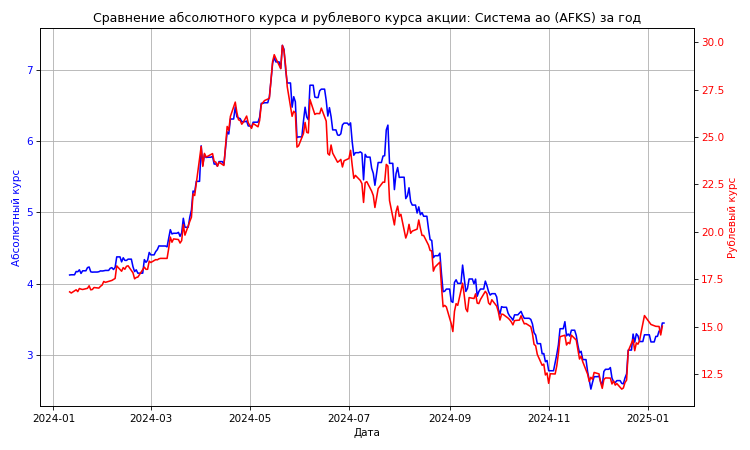 Сравнение абсолютного курса и рублевого курса акции: Система ао (AFKS) за год
Абсолютный курс
7
6
5
4
3
30.0
27.5
25.0
22.5
20.0
17.5
15.0
12.5
Рублевый курс
2024-01 2024-03 2024-05 2024-07 2024-09 2024-11 2025-01
Дата